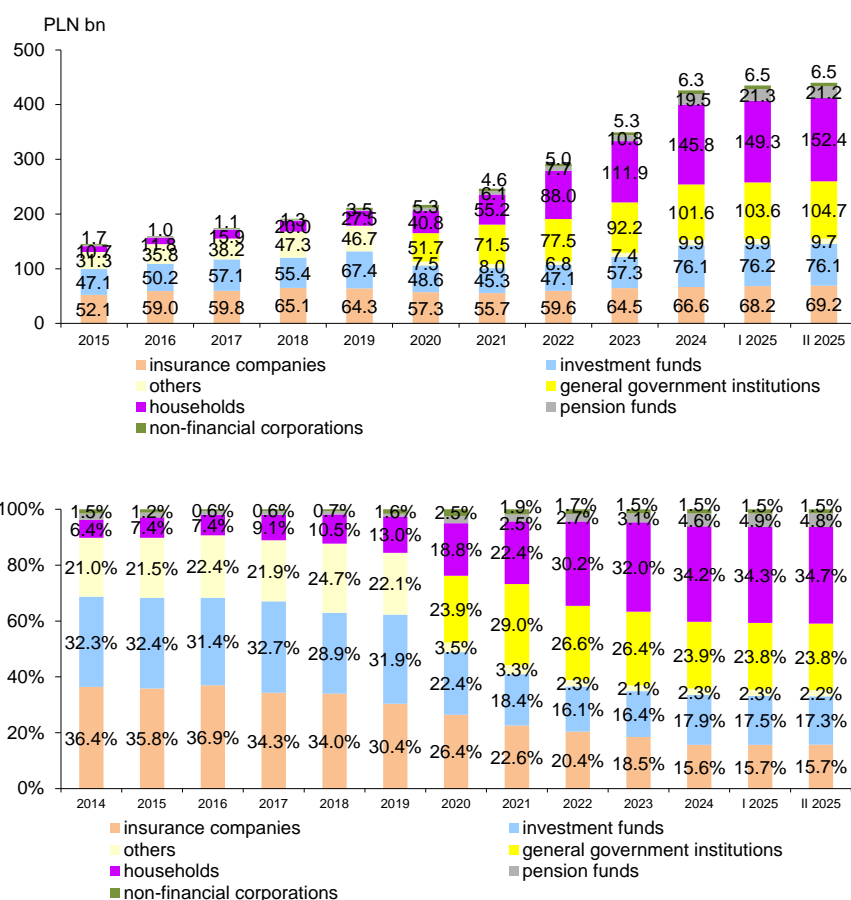 PLN bn
500
400
300
200
100
0
1.7 1.0 1.1 1.3 3.5 5.3 4.6 5.0 5.3 6.3 6.5 6.5
6.1 7.7 10.8 19.5 21.3 21.2
10.7 11.8 15.9 20.0 27.5 40.8 55.2 88.0 111.9 145.8 149.3 152.4
51.7 71.5 77.5 92.2 101.6 103.6 104.7
31.3 35.8 38.2 47.3 46.7 7.5 8.0 6.8 7.4 9.9 9.9 9.7
47.1 50.2 57.1 55.4 67.4 48.6 45.3 47.1 57.3 76.1 76.2 76.1
52.1 59.0 59.8 65.1 64.3 57.3 55.7 59.6 64.5 66.6 68.2 69.2
2015 2016 2017 2018 2019 2020 2021 2022 2023 2024 I 2025 II 2025
insurance companies investment funds
others general government institutions
households pension funds
non-financial corporations
100%
80%
60%
40%
20%
0%
1.5% 1.2% 0.6% 0.6% 0.7% 1.6% 2.5% 1.9% 1.7% 1.5% 1.5% 1.5% 1.5%
2.5% 2.7% 3.1% 4.6% 4.9% 4.8%
6.4% 7.4% 7.4% 9.1% 10.5% 13.0% 18.8% 22.4% 30.2% 32.0% 34.2% 34.3% 34.7%
23.9% 29.0% 26.6% 26.4% 23.9% 23.8% 23.8%
21.0% 21.5% 22.4% 21.9% 24.7% 22.1% 3.5% 3.3% 2.3% 2.1% 2.3% 2.3% 2.2%
32.3% 32.4% 31.4% 32.7% 28.9% 31.9% 22.4% 18.4% 16.1% 16.4% 17.9% 17.5% 17.3%
36.4% 35.8% 36.9% 34.3% 34.0% 30.4% 26.4% 22.6% 20.4% 18.5% 15.6% 15.7% 15.7%
2014 2015 2016 2017 2018 2019 2020 2021 2022 2023 2024 I 2025 II 2025
insurance companies investment funds
others general government institutions
households pension funds
non-financial corporations